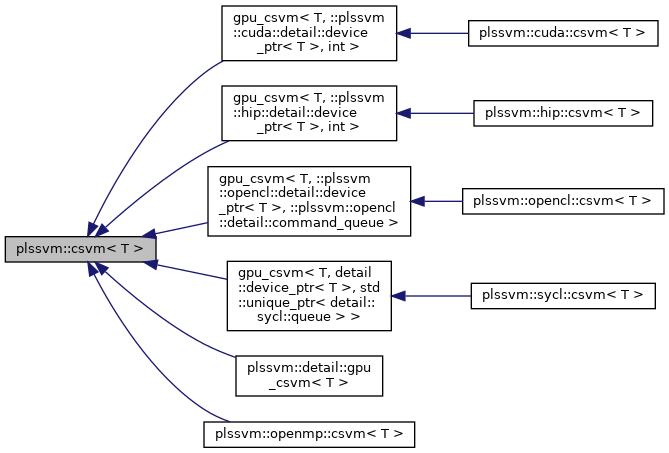 gpu_csvm< T, ::plssvm
::cuda::detail::device
_ptr< T >, int >
plssvm::cuda::csvm< T >
gpu_csvm< T, ::plssvm
::hip::detail::device
_ptr< T >, int >
plssvm::hip::csvm< T >
gpu_csvm< T, ::plssvm
::opencl::detail::device
_ptr< T >, ::plssvm::opencl
::detail::command_queue >
plssvm::opencl::csvm< T >
plssvm::csvm< T >
gpu_csvm< T, detail
::device_ptr< T >, std
::unique_ptr< detail::
sycl::queue > >
plssvm::sycl::csvm< T >
plssvm::detail::gpu
_csvm< T >
plssvm::openmp::csvm< T >